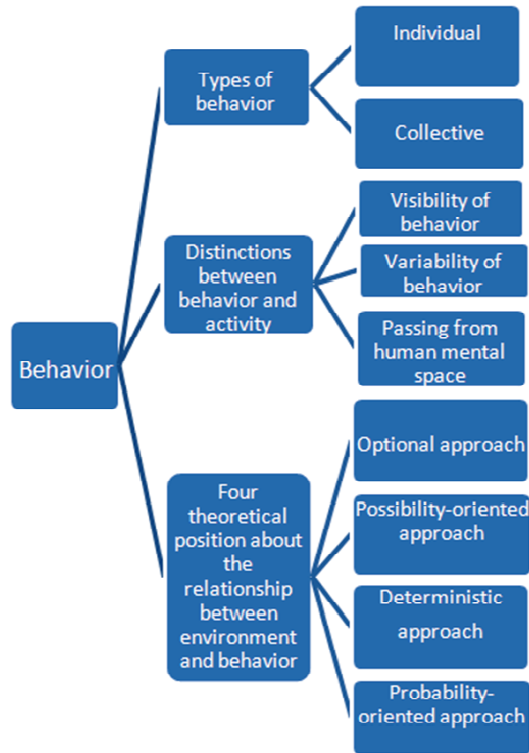 Behavior
Types of
behavior
Individual
Collective
Distinctions
between
behavior and
activity
Visibility of
behavior
Variability of
behavior
Passing from
human mental
space
Four
theoretical
position about
the
relationship
between
environment
and behavior
Optional approach
Possibility-oriented
approach
Deterministic
approach
Probability-
oriented approach